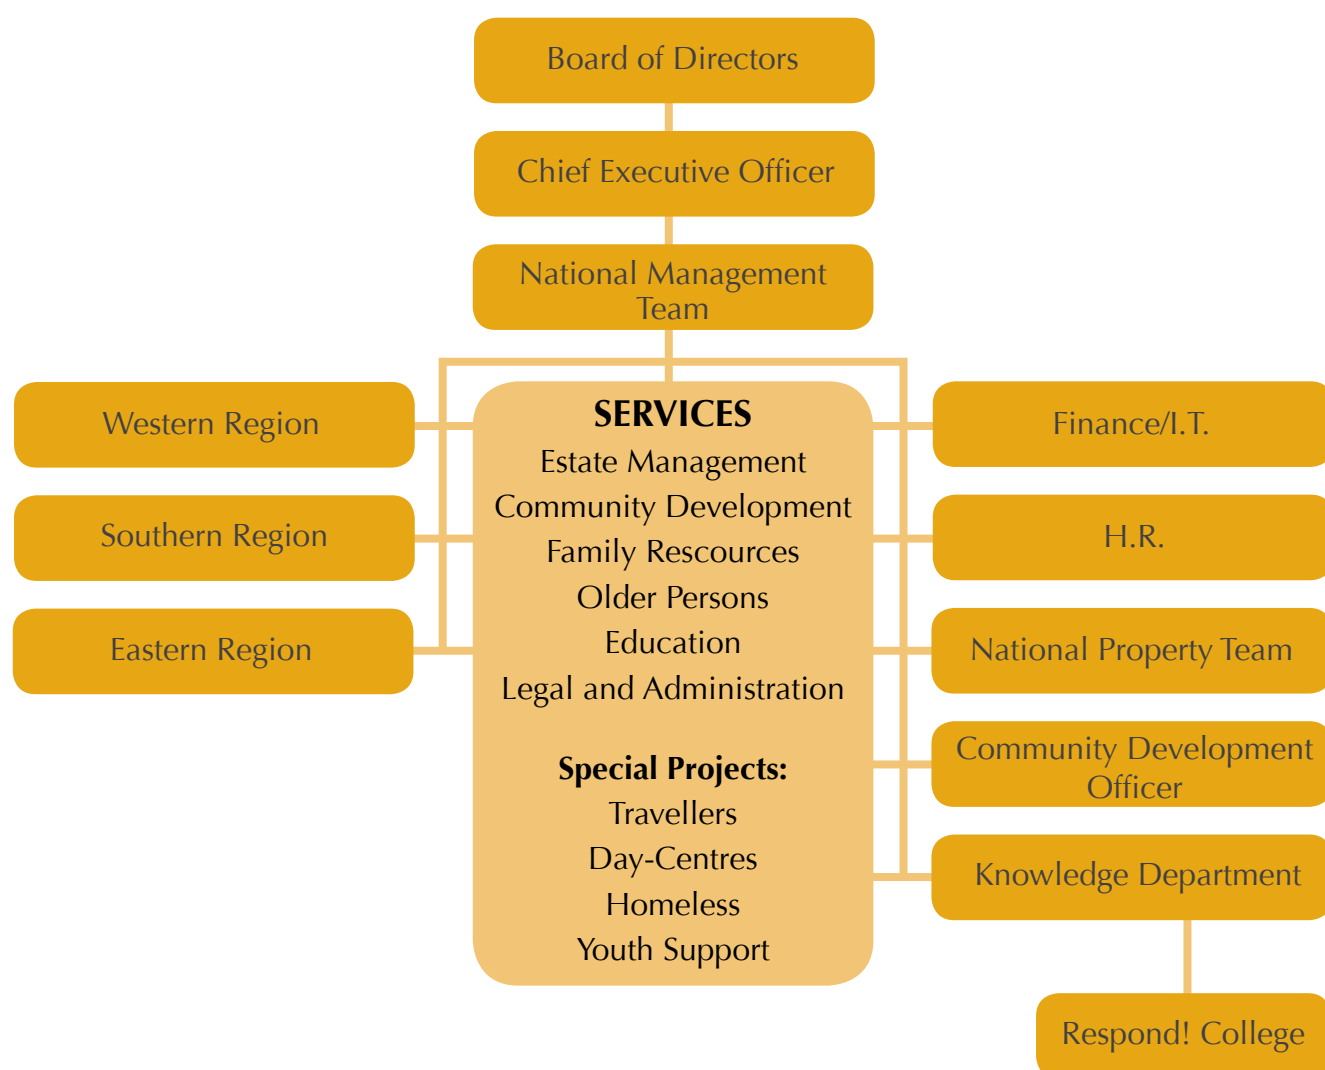 Board of Directors
Chief Executive Officer
National Management
Team
Western Region
Southern Region
Eastern Region
SERVICES
Estate Management
Community Development
Family Rescources
Older Persons
Education
Legal and Administration
Special Projects:
Travellers
Day-Centres
Homeless
Youth Support
Finance/I.T.
H.R.
National Property Team
Community Development
Officer
Knowledge Department
Respond! College